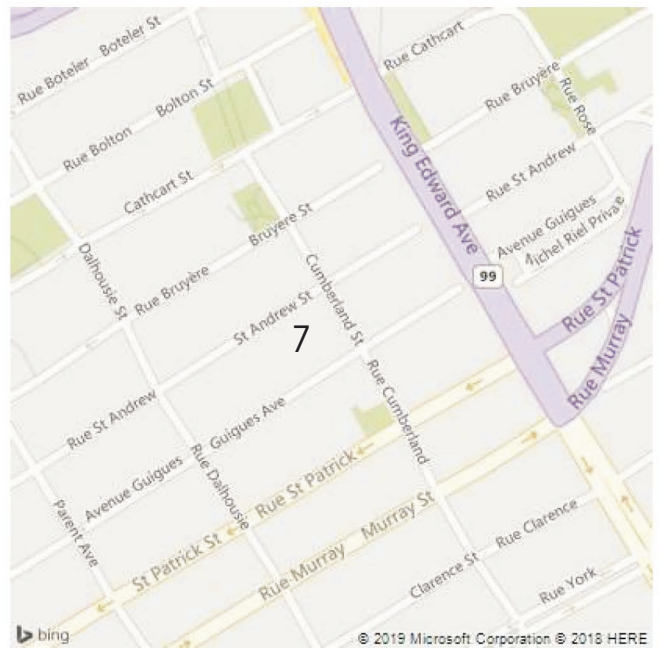 Rue Boteler Boteler St
Rue Cathcart
Rue Bolton Bolton St
Rue Bruyère
Rue Rose
King Edward Ave
Cathcart St
Rue St Andrew
Avenue Guigues
Michel Riel Private
Dalhousie St
Rue Bruyère Bruyere St
Cumberland St
99
Rue St Patrick
Rue Murray
St Andrew St
7
Rue Cumberland
Rue St Andrew
Avenue Guigues Guigues Ave
Rue Dalhousie
St Patrick St Rue St Patrick
Parent Ave
Rue Murray Murray St
Clarence St Rue Clarence
Rue York
bing
© 2019 Microsoft Corporation © 2018 HERE